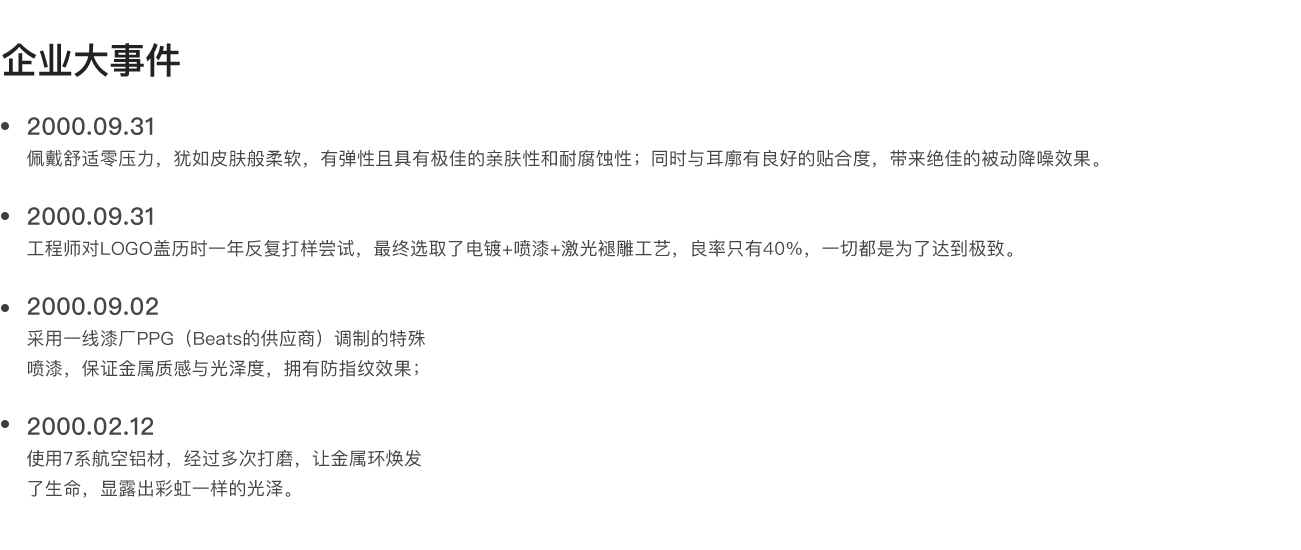 企业大事件
2000.09.31
佩戴舒适零压力，犹如皮肤般柔软，有弹性且具有极佳的亲肤性和耐腐蚀性；同时与耳廓有良好的贴合度，带来绝佳的被动降噪效果。
2000.09.31
工程师对LOGO盖历时一年反复打样尝试，最终选取了电镀+喷漆+激光褪雕工艺，良率只有40%，一切都是为了达到极致。
2000.09.02
采用一线漆厂PPG（Beats的供应商）调制的特殊
喷漆，保证金属质感与光泽度，拥有防指纹效果；
2000.02.12
使用7系航空铝材，经过多次打磨，让金属环焕发
了生命，显露出彩虹一样的光泽。